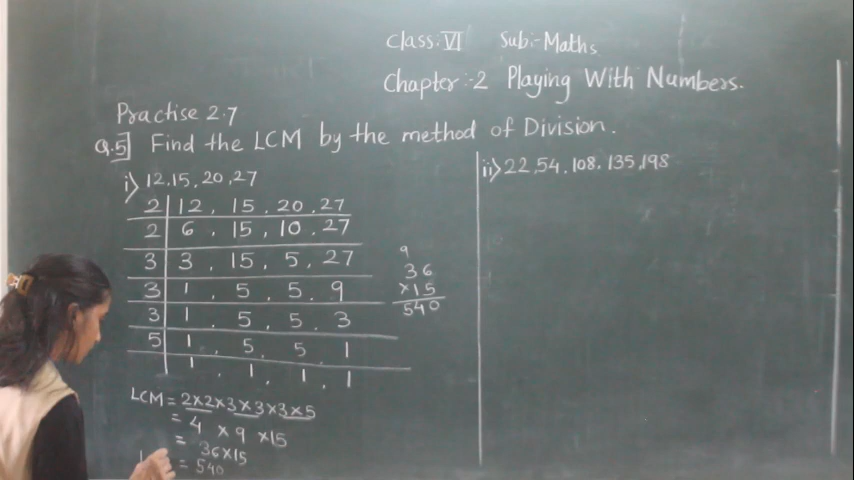 Class:VI Sub:-Maths
Chapter:-2 Playing With Numbers.
Practise 2.7
Q.5] Find the LCM by the method of Division.
i) 12,15,20,27
2 12, 15, 20, 27
2 6, 15, 10, 27
3 3, 15, 5, 27
3 1, 5, 5, 9
3 1, 5, 5, 3
5 1, 5, 5, 1
1, 1, 1, 1
LCM = 2×2×3×3×3×5
= 4 × 9 × 15
= 36×15
= 540
36
×15
540
ii) 22,54,108,135,198